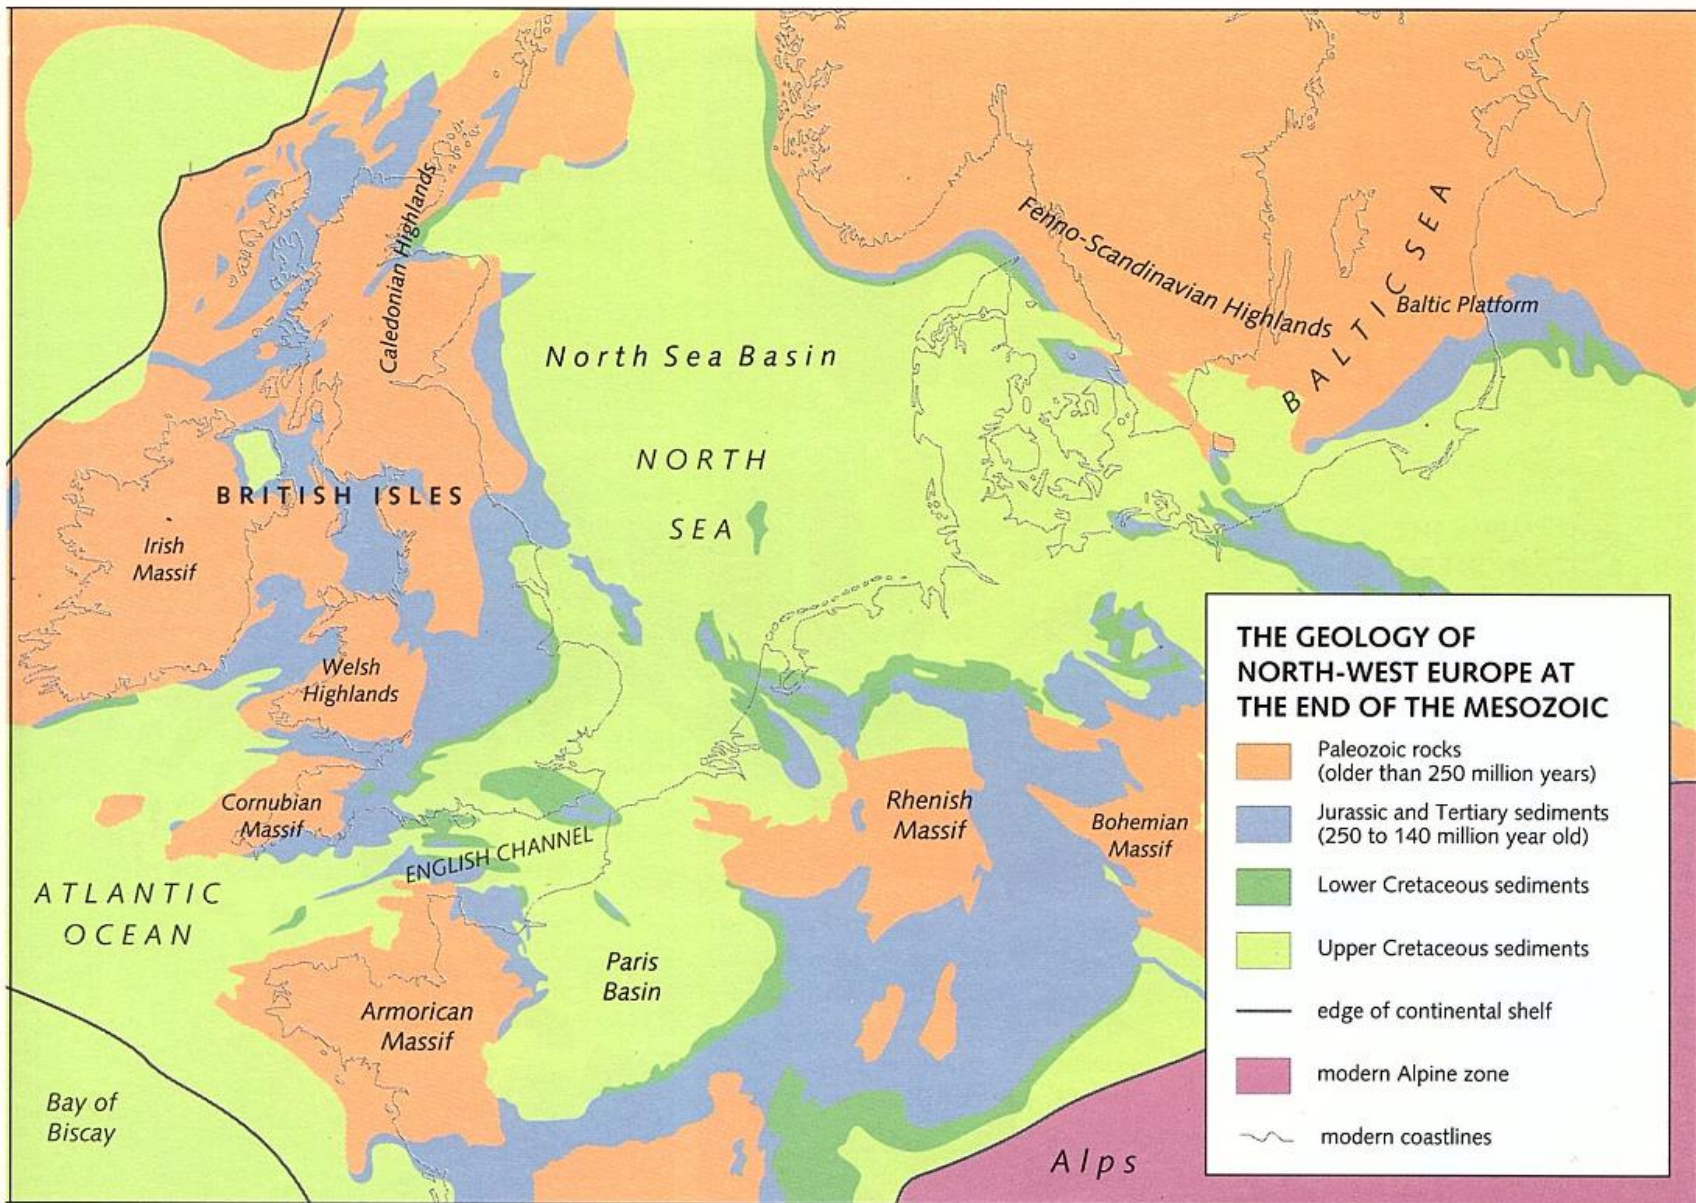 Caledonian Highlands
Fenno-Scandinavian Highlands
BALTIC SEA
Baltic Platform
North Sea Basin
NORTH
SEA
BRITISH ISLES
Irish
Massif
Welsh
Highlands
Cornubian
Massif
ENGLISH CHANNEL
ATLANTIC
OCEAN
Rhenish
Massif
Bohemian
Massif
Paris
Basin
Armorican
Massif
Bay of
Biscay
Alps
THE GEOLOGY OF
NORTH-WEST EUROPE AT
THE END OF THE MESOZOIC
Paleozoic rocks
(older than 250 million years)
Jurassic and Tertiary sediments
(250 to 140 million year old)
Lower Cretaceous sediments
Upper Cretaceous sediments
edge of continental shelf
modern Alpine zone
modern coastlines